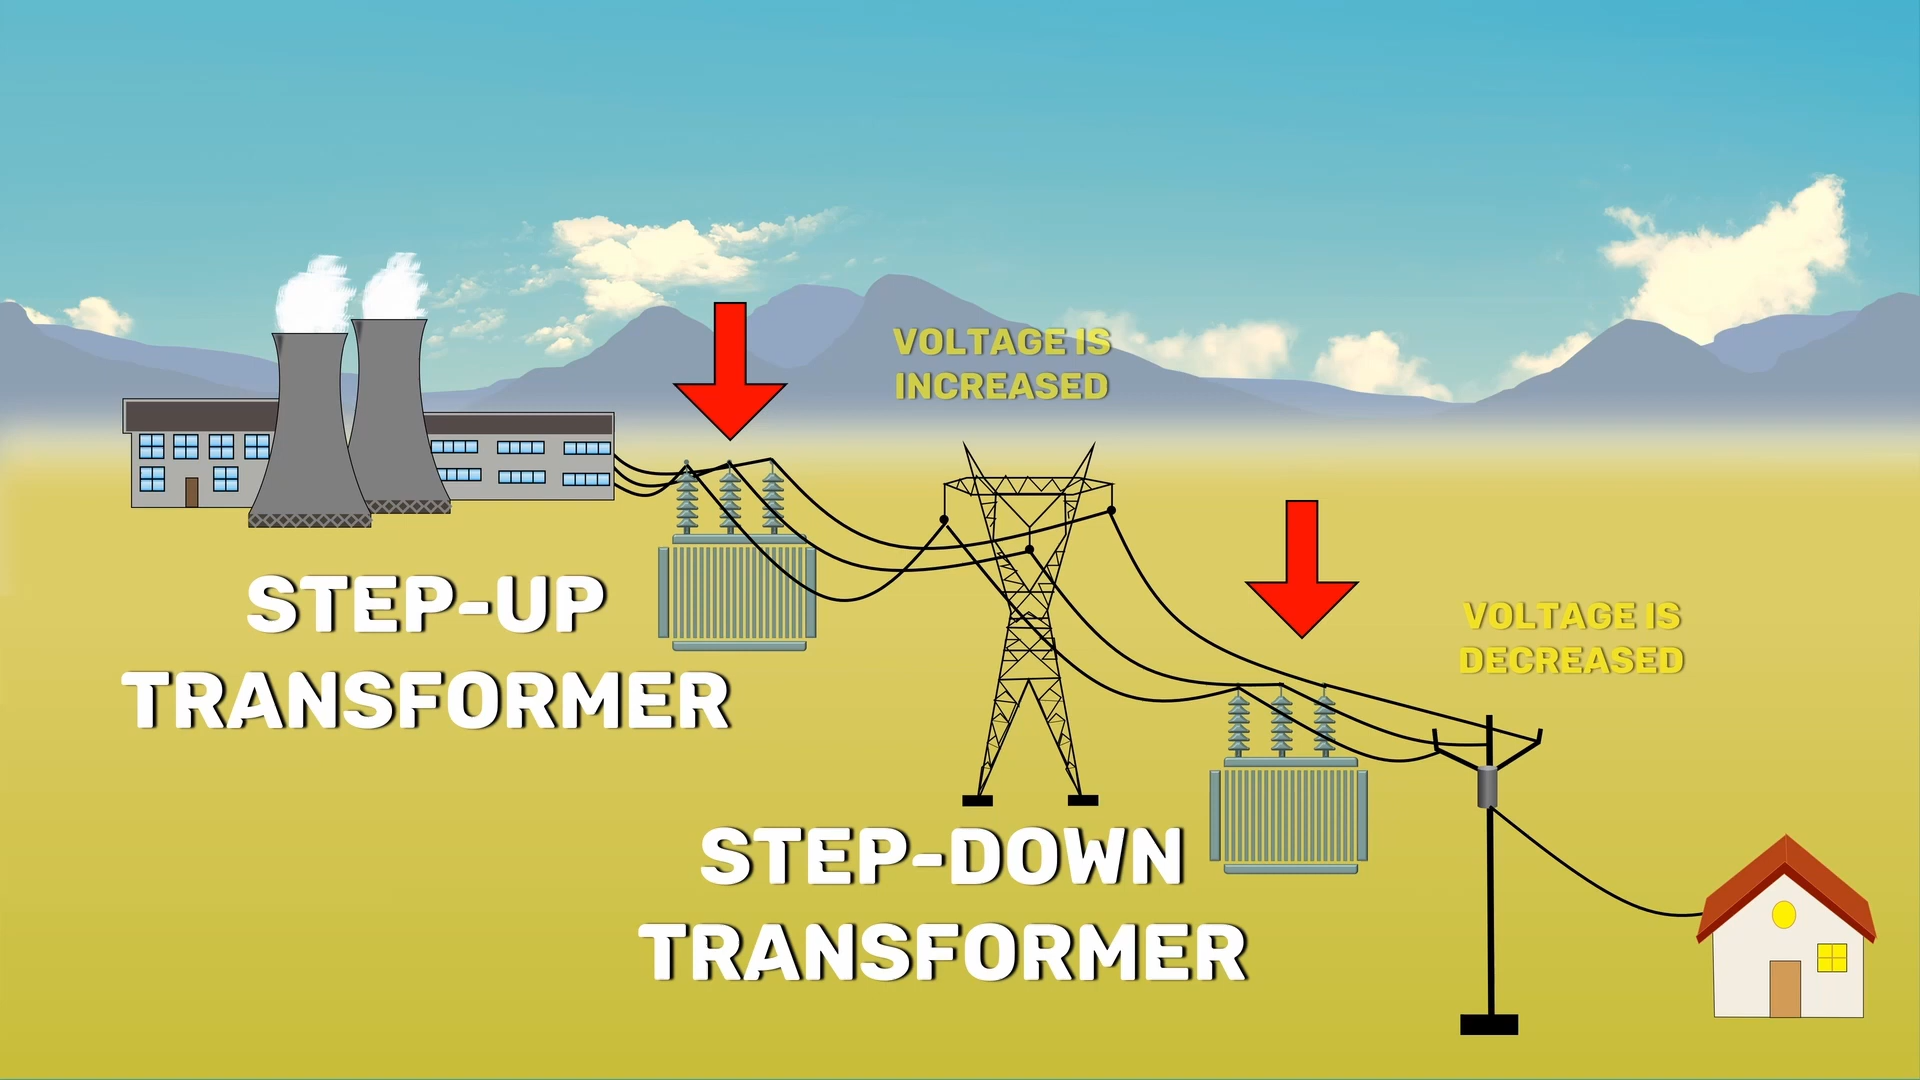 VOLTAGE IS
INCREASED
STEP-UP
TRANSFORMER
VOLTAGE IS
DECREASED
STEP-DOWN
TRANSFORMER